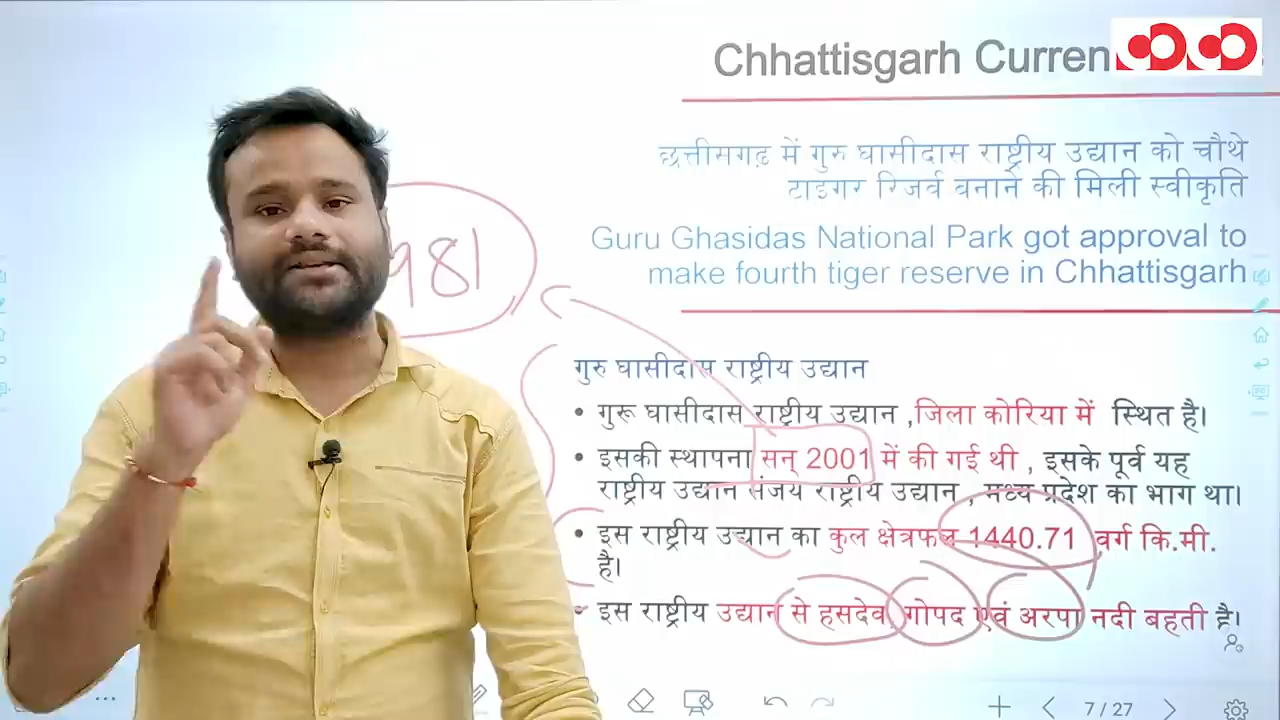 Chhattisgarh Curren
छत्तीसगढ़ में गुरु घासीदास राष्ट्रीय उद्यान को चौथे
टाइगर रिजर्व बनाने की मिली स्वीकृति
Guru Ghasidas National Park got approval to
make fourth tiger reserve in Chhattisgarh
981
गुरु घासीदास राष्ट्रीय उद्यान
• गुरू घासीदास राष्ट्रीय उद्यान ,जिला कोरिया में स्थित है।
• इसकी स्थापना सन् 2001 में की गई थी , इसके पूर्व यह
राष्ट्रीय उद्यान संजय राष्ट्रीय उद्यान , मध्य प्रदेश का भाग था।
• इस राष्ट्रीय उद्यान का कुल क्षेत्रफल 1440.71 वर्ग कि.मी.
है।
• इस राष्ट्रीय उद्यान से हसदेव, गोपद एवं अरपा नदी बहती है।
7 / 27